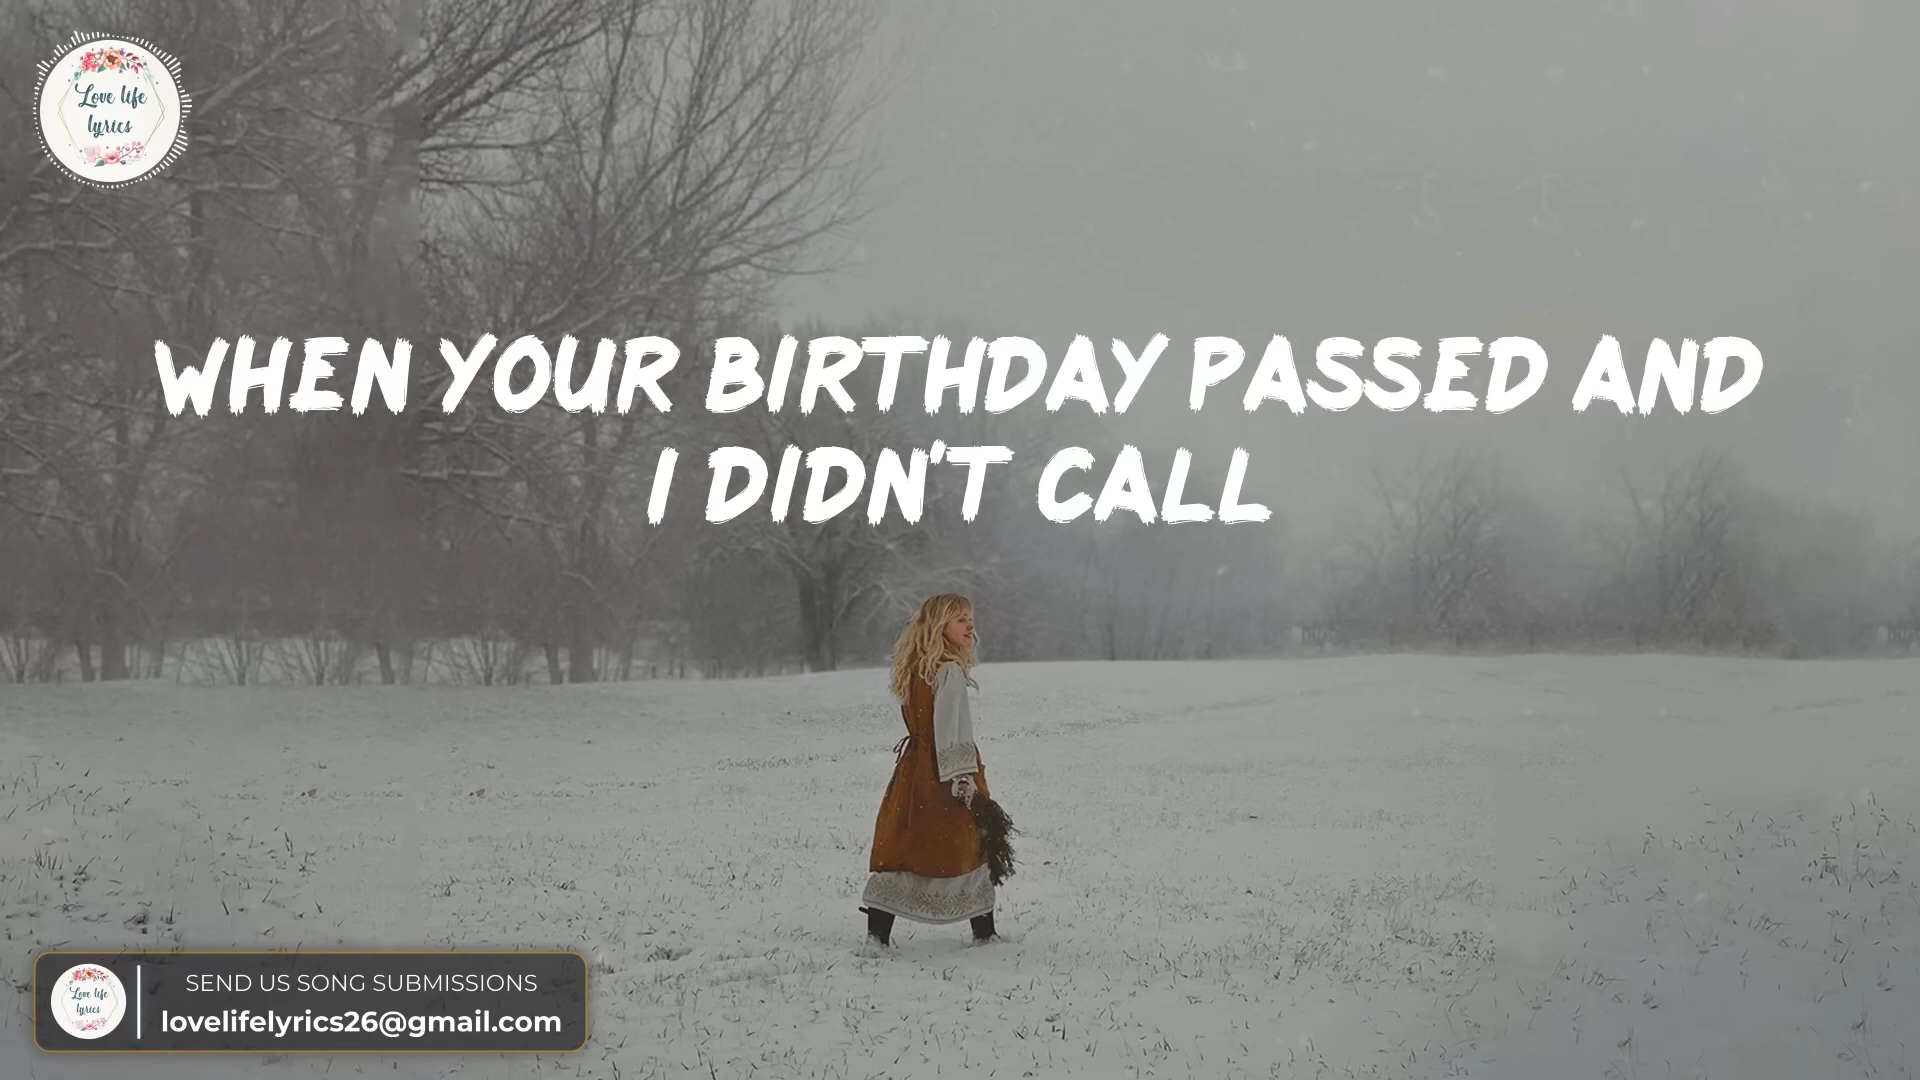 Love life
lyrics
WHEN YOUR BIRTHDAY PASSED AND
I DIDN'T CALL
Love life
lyrics
SEND US SONG SUBMISSIONS
lovelifelyrics26@gmail.com